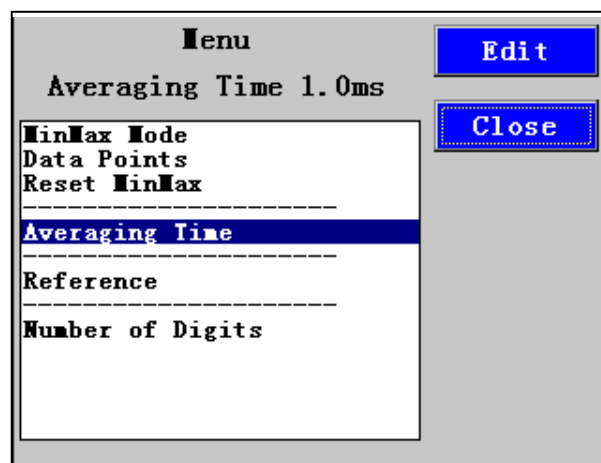 Menu
Averaging Time 1.0ms
Edit
Close
MinMax Mode
Data Points
Reset MinMax
---------------------
Averaging Time
---------------------
Reference
---------------------
Number of Digits